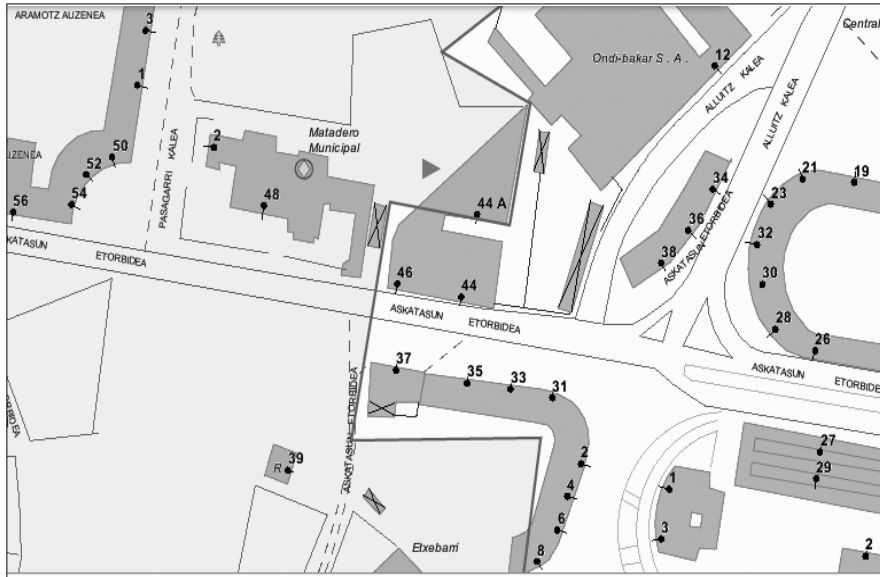 ARAMOTZ AUZENEA
3
1
50
52
54
56
UZENEA
PASAGARRI KALEA
2
Matadero
Municipal
48
44 A
46
44
ASKATASUN ETORBIDEA
ASKATASUN ETORBIDEA
Ondi-bakar S . A .
12
Central
ALLUITZ KALEA
ALLUITZ KALEA
34
36
38
ASKATASUN ETORBIDEA
21
19
23
32
30
28
26
ASKATASUN ETORBIDEA
37
35
33
31
ASKATASUN ETORBIDEA
39
R
2
4
6
8
Etxebarri
1
3
27
29
2
ORBIDEA